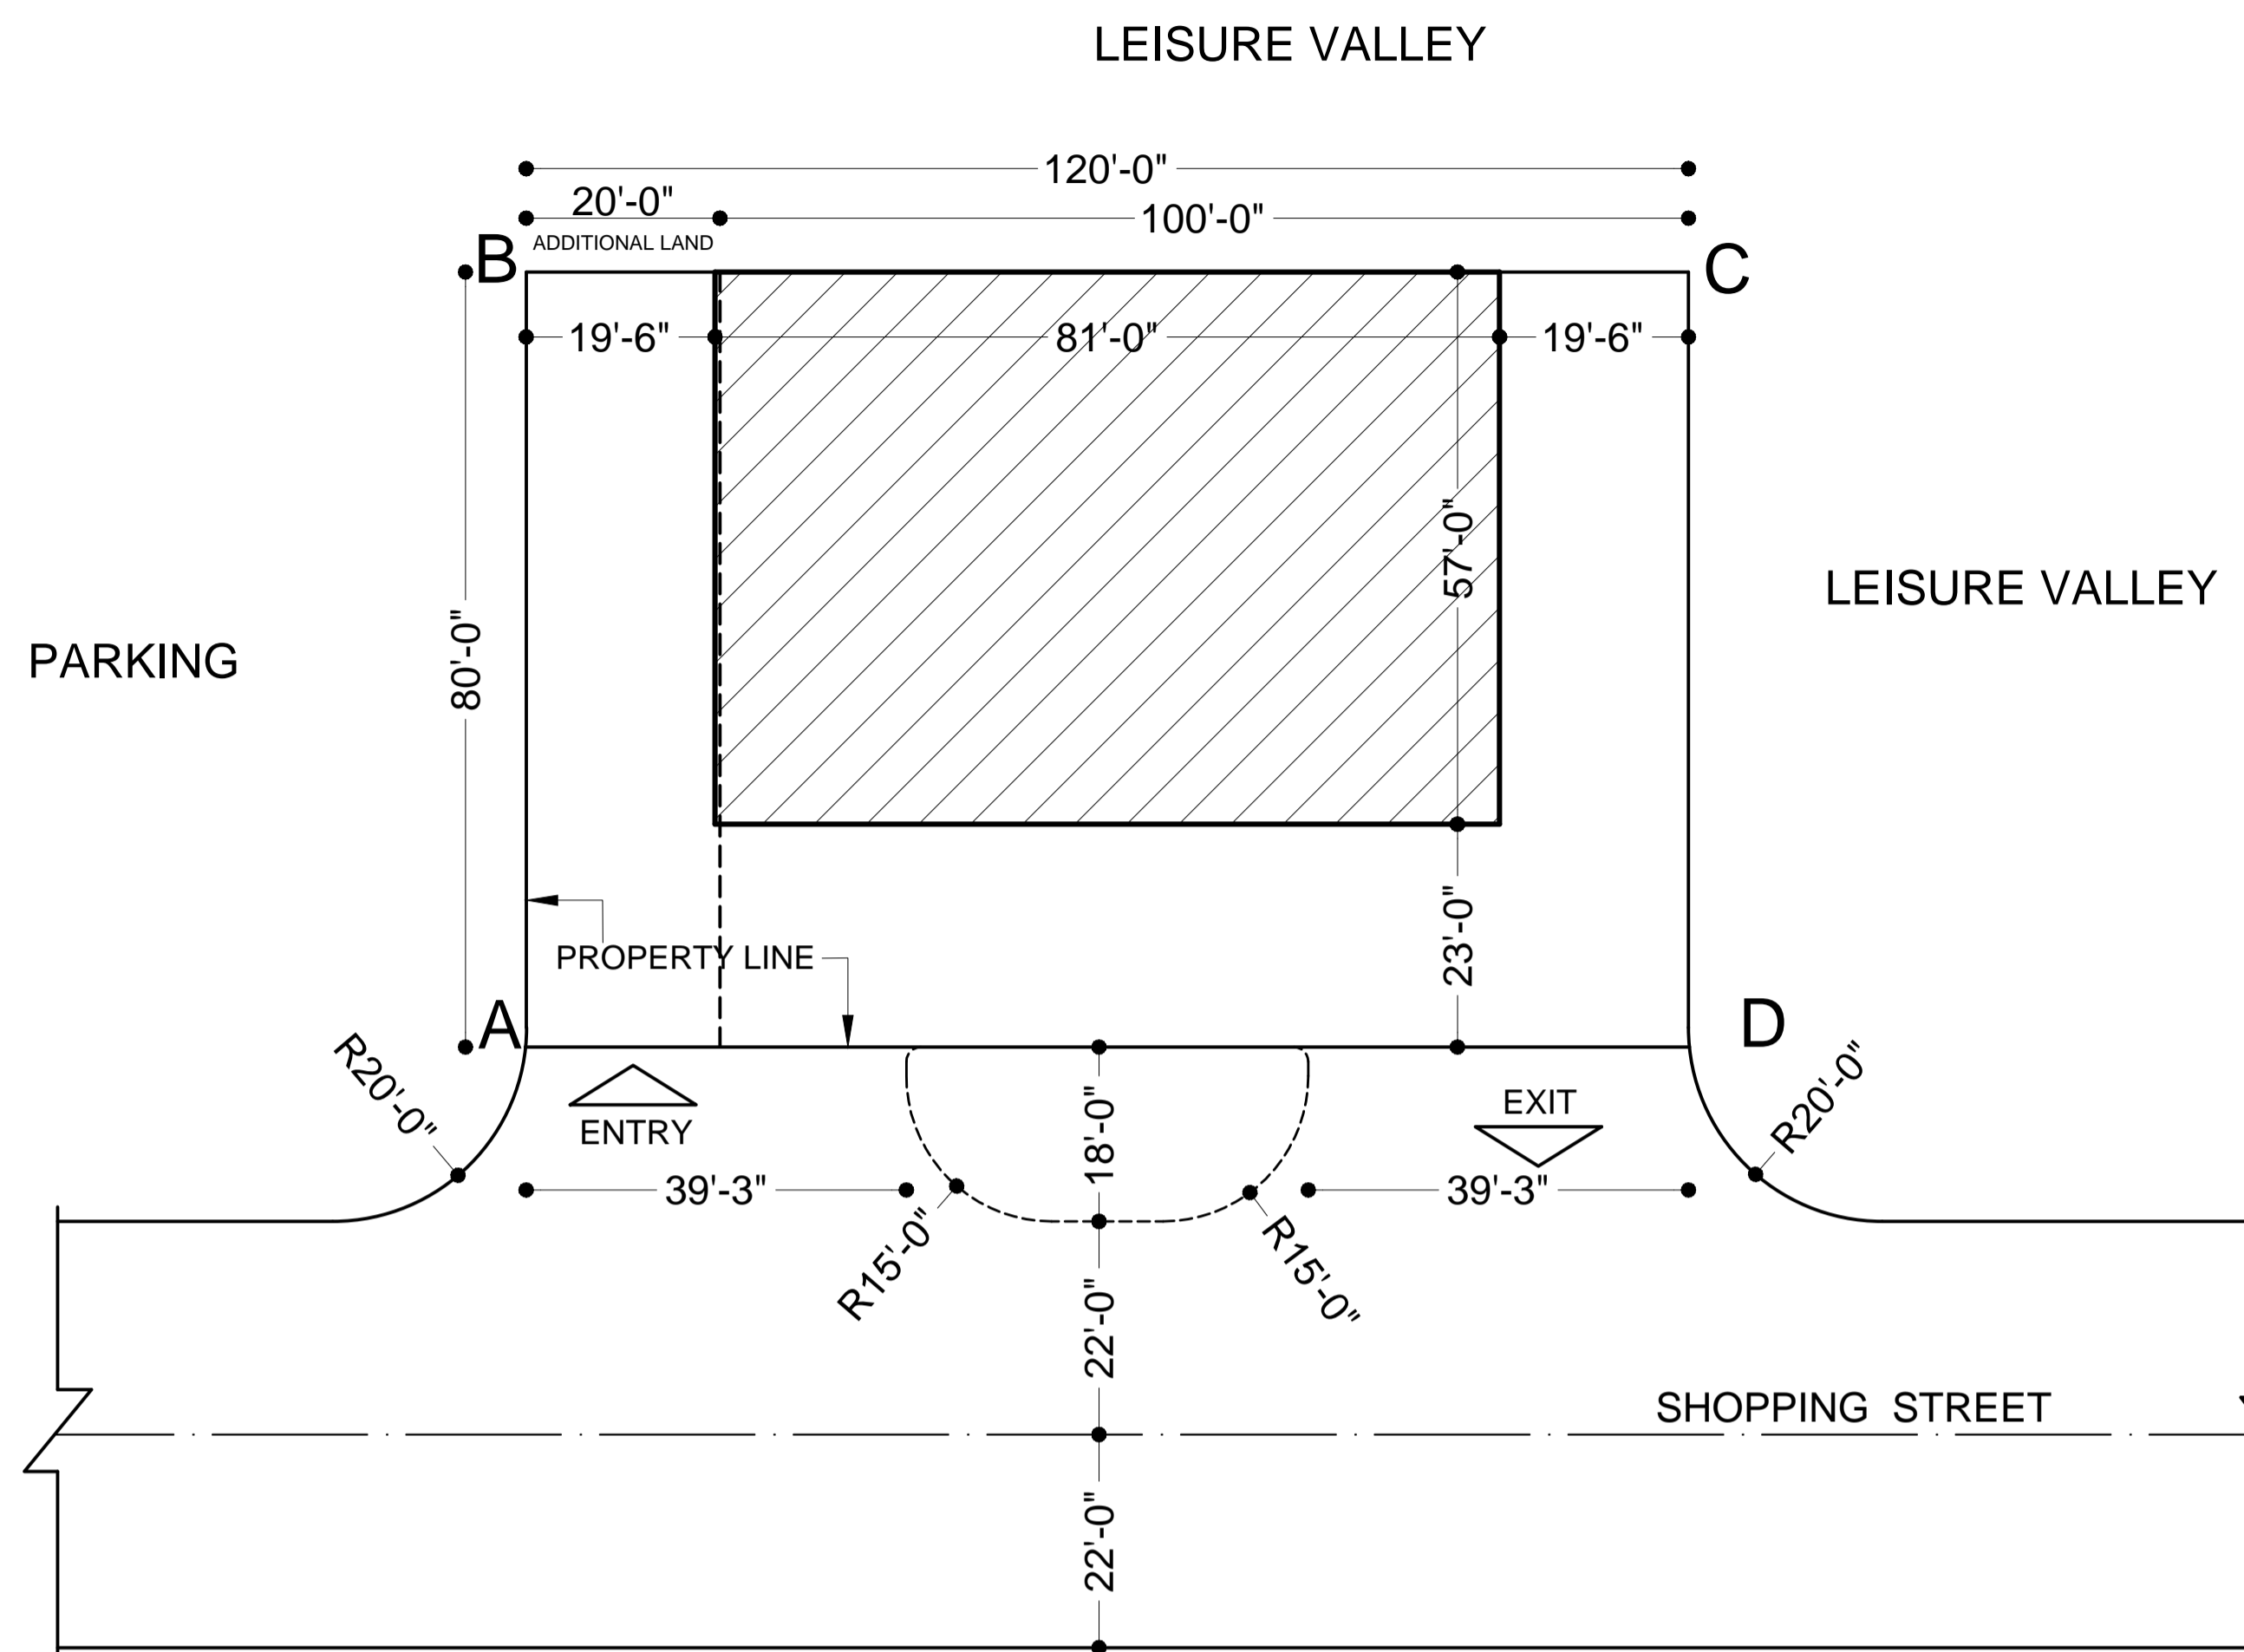 LEISURE VALLEY
120'-0"
20'-0"
100'-0"
ADDITIONAL LAND
B
C
19'-6"
81'-0"
19'-6"
57'-0"
LEISURE VALLEY
PARKING
80'-0"
23'-0"
PROPERTY LINE
A
D
R20'-0"
R20'-0"
ENTRY
18'-0"
EXIT
39'-3"
39'-3"
R15'-0"
R15'-0"
22'-0"
SHOPPING STREET
22'-0"